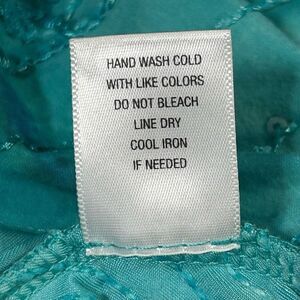 HAND WASH COLD
WITH LIKE COLORS
DO NOT BLEACH
LINE DRY
COOL IRON
IF NEEDED